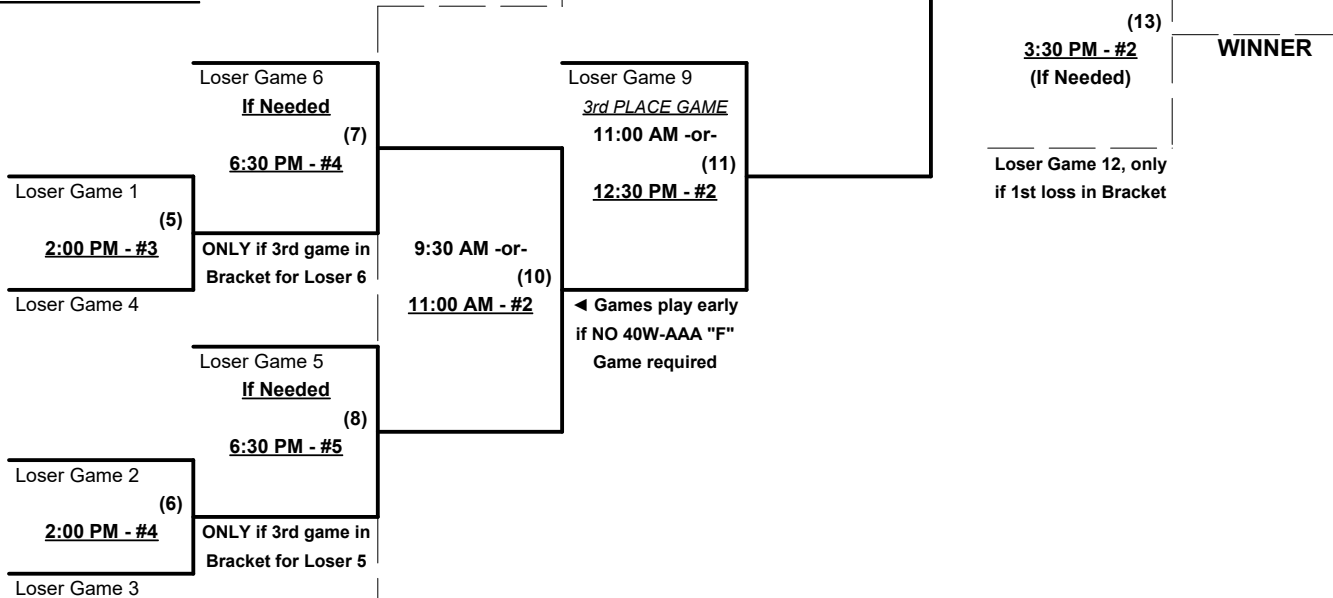 (13)
3:30 PM - #2
WINNER
(If Needed)
Loser Game 12, only
if 1st loss in Bracket
Loser Game 6
If Needed
(7)
6:30 PM - #4
Loser Game 9
3rd PLACE GAME
11:00 AM -or-
(11)
12:30 PM - #2
Loser Game 1
(5)
2:00 PM - #3
Loser Game 4
ONLY if 3rd game in
Bracket for Loser 6
9:30 AM -or-
(10)
11:00 AM - #2
◄ Games play early
if NO 40W-AAA "F"
Game required
Loser Game 5
If Needed
(8)
6:30 PM - #5
Loser Game 2
(6)
2:00 PM - #4
Loser Game 3
ONLY if 3rd game in
Bracket for Loser 5